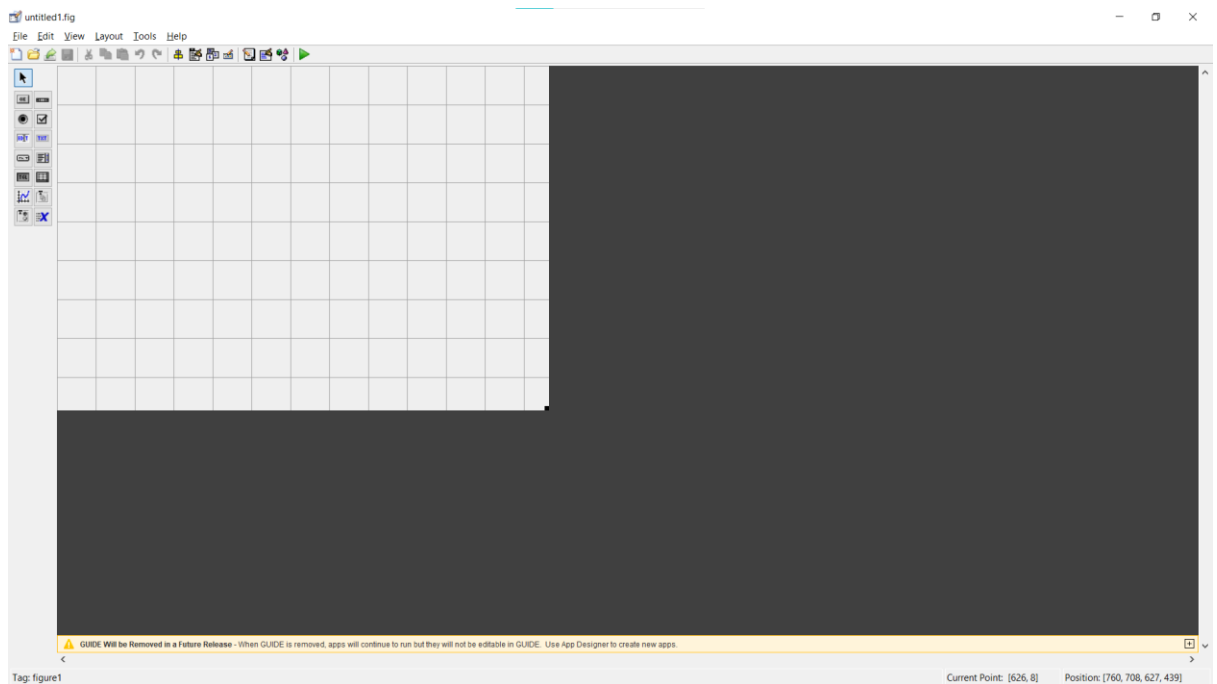 untitled1.fig
File Edit View Layout Tools Help
EDIT TXT
GUIDE Will be Removed in a Future Release - When GUIDE is removed, apps will continue to run but they will not be editable in GUIDE. Use App Designer to create new apps.
Tag: figure1 Current Point: [626, 8] Position: [760, 708, 627, 439]